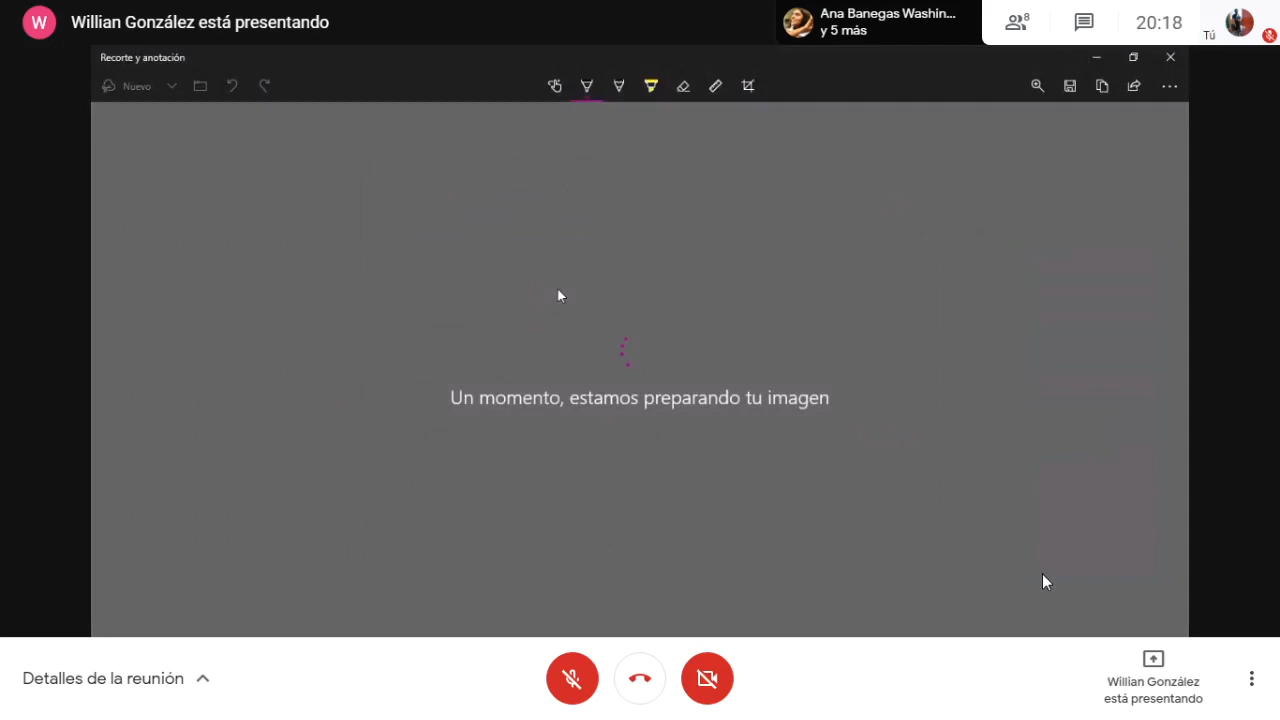 W Willian González está presentando
Ana Banegas Washin...
y 5 más
8
20:18
Tú
Recorte y anotación
Nuevo
Un momento, estamos preparando tu imagen
Detalles de la reunión
Willian González
está presentando